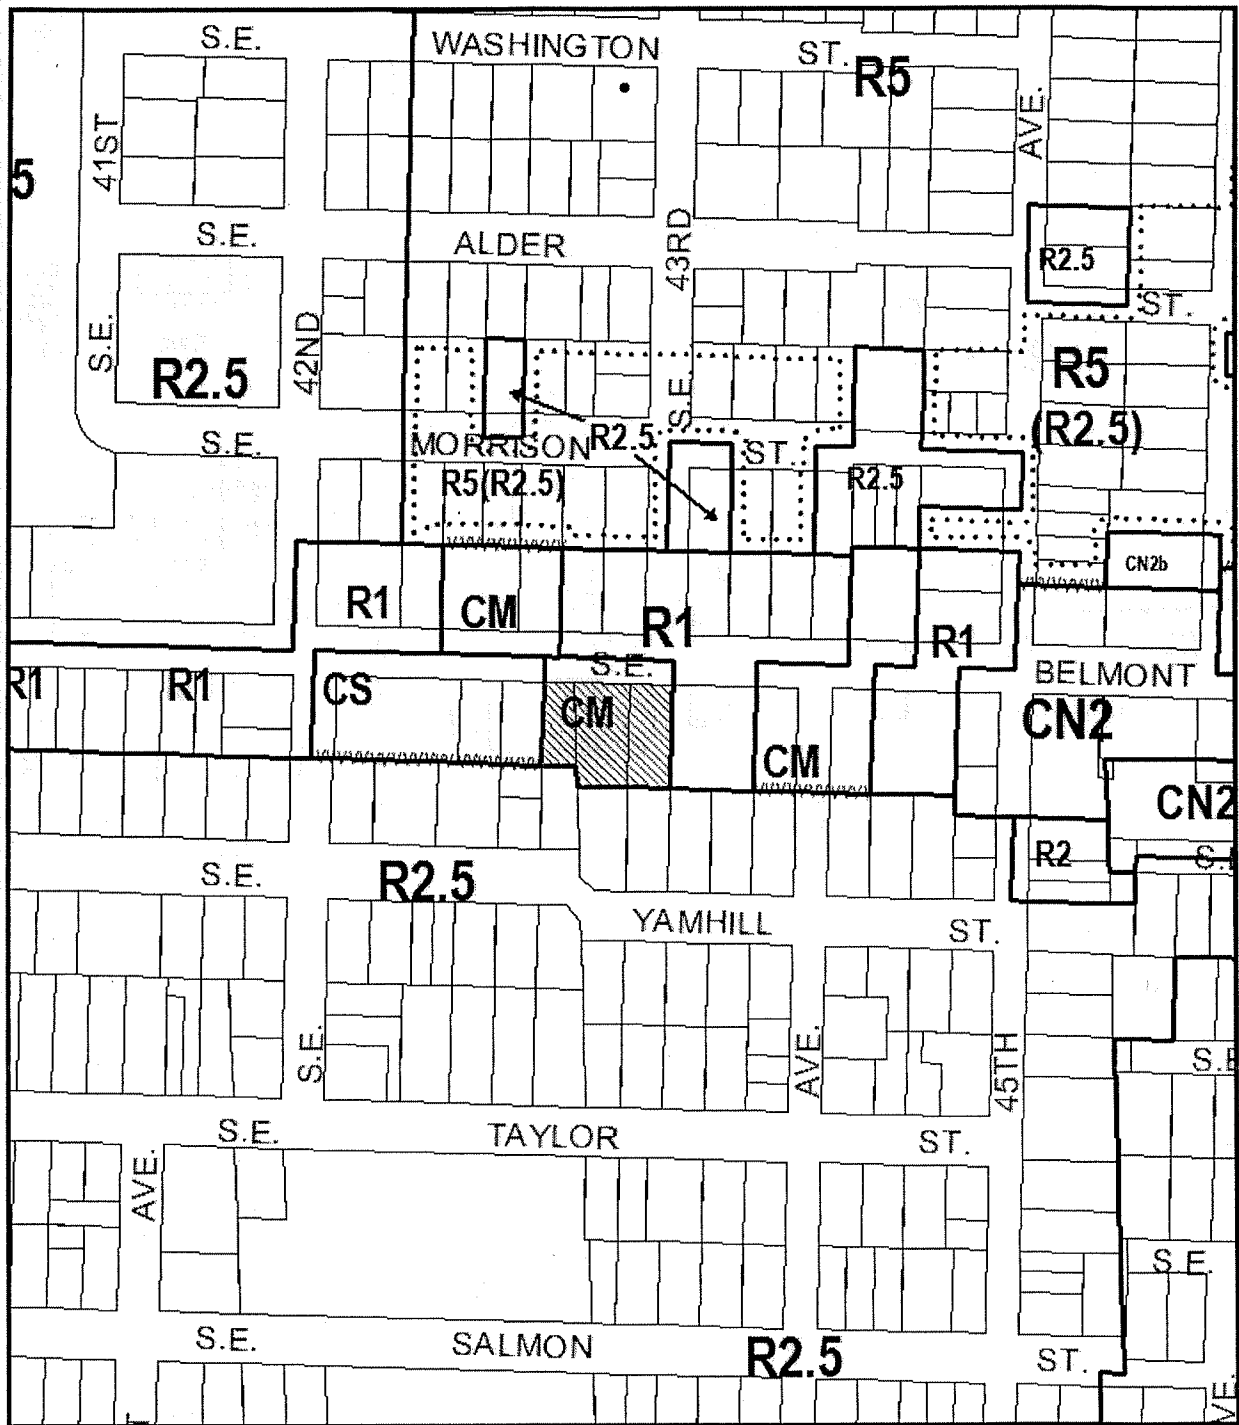 S.E. WASHINGTON ST.
R5
AVE.
41ST
5
S.E. ALDER
43RD
R2.5
ST.
S.E.
42ND
R2.5
S.E.
R5
(R2.5)
S.E. MORRISON R2.5 ST.
R5(R2.5)
R2.5
CN2b
R1
CM
R1
R1
S.E. BELMONT
R1
R1
CS
CM
CN2
CM
CN2
R2
S.E.
R2.5
YAMHILL ST.
S.E.
AVE.
45TH
S.E.
S.E. TAYLOR ST.
AVE.
S.E.
S.E. SALMON R2.5 ST.